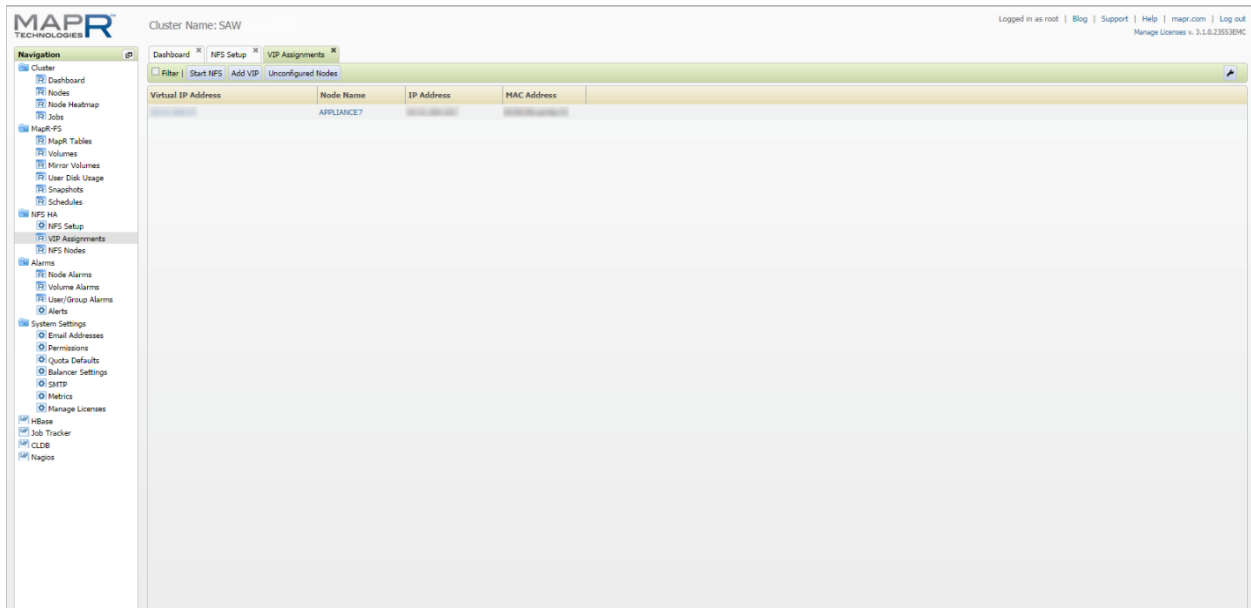 MAPR
TECHNOLOGIES
Cluster Name: SAW
Logged in as root | Blog | Support | Help | mapr.com | Log out
Manage Licenses v. 3.1.0.23553EMC
Navigation
Cluster
Dashboard
Nodes
Node Heatmap
Jobs
MapR-FS
MapR Tables
Volumes
Mirror Volumes
User Disk Usage
Snapshots
Schedules
NFS HA
NFS Setup
VIP Assignments
NFS Nodes
Alarms
Node Alarms
Volume Alarms
User/Group Alarms
Alerts
System Settings
Email Addresses
Permissions
Quota Defaults
Balancer Settings
SMTP
Metrics
Manage Licenses
HBase
Job Tracker
CLDB
Nagios
Dashboard NFS Setup VIP Assignments
Filter | Start NFS Add VIP Unconfigured Nodes
Virtual IP Address Node Name IP Address MAC Address
APPLIANCE7